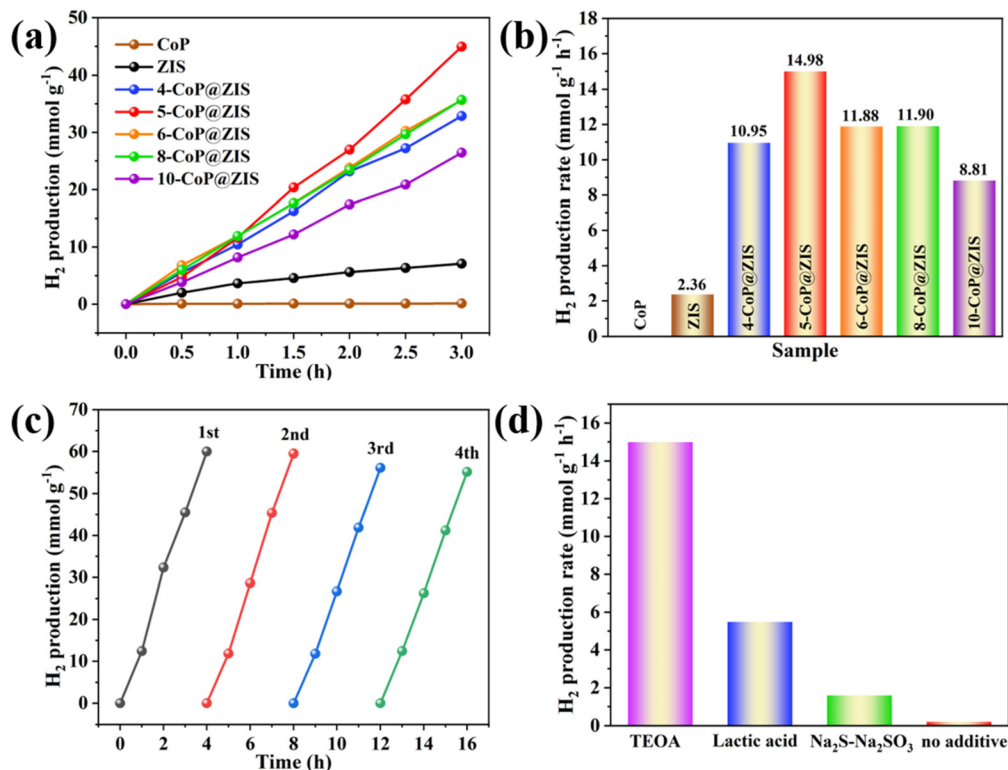 (a)
H₂ production (mmol g⁻¹)
50
40
30
20
10
0
CoP
ZIS
4-CoP@ZIS
5-CoP@ZIS
6-CoP@ZIS
8-CoP@ZIS
10-CoP@ZIS
0.0 0.5 1.0 1.5 2.0 2.5 3.0
Time (h)
(b)
H₂ production rate (mmol g⁻¹ h⁻¹)
18
16
14
12
10
8
6
4
2
0
2.36
10.95
14.98
11.88
11.90
8.81
CoP
ZIS
4-CoP@ZIS
5-CoP@ZIS
6-CoP@ZIS
8-CoP@ZIS
10-CoP@ZIS
Sample
(c)
H₂ production (mmol g⁻¹)
70
60
50
40
30
20
10
0
1st
2nd
3rd
4th
0 2 4 6 8 10 12 14 16
Time (h)
(d)
H₂ production rate (mmol g⁻¹ h⁻¹)
16
14
12
10
8
6
4
2
0
TEOA Lactic acid Na₂S-Na₂SO₃ no additive